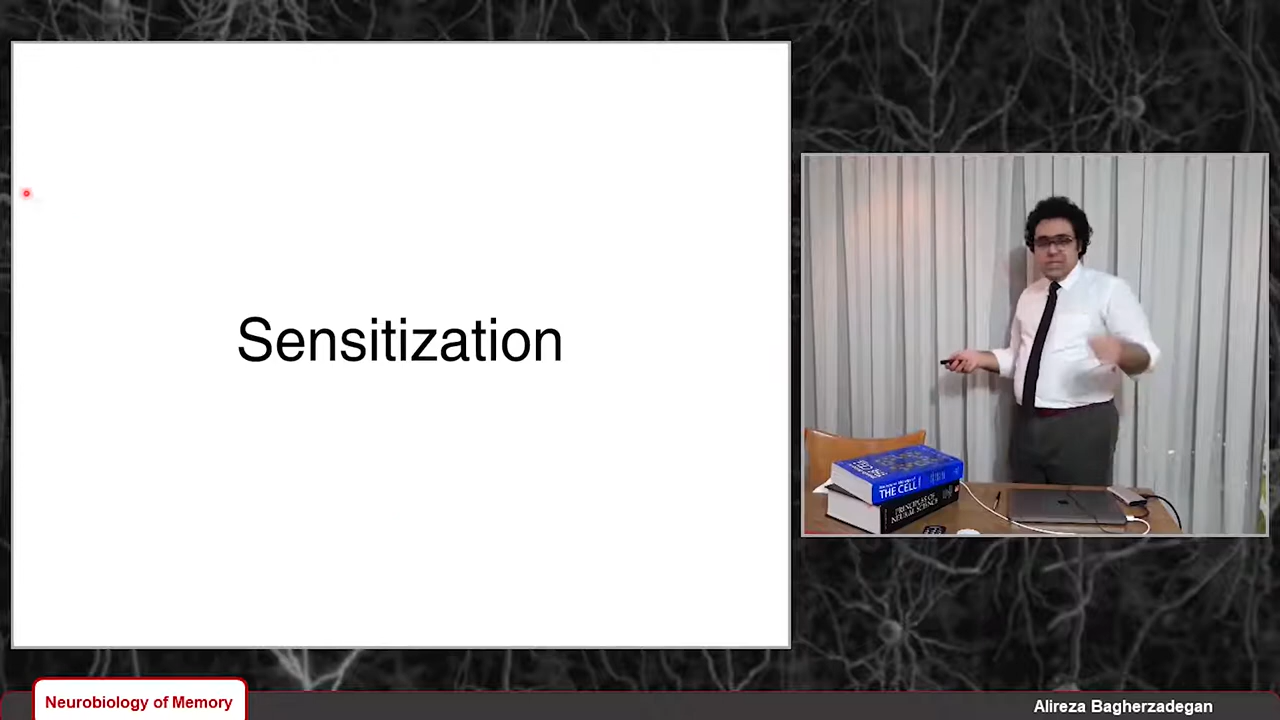 Sensitization
THE CELL
PRINCIPLES OF
NEURAL SCIENCE
Neurobiology of Memory
Alireza Bagherzadegan